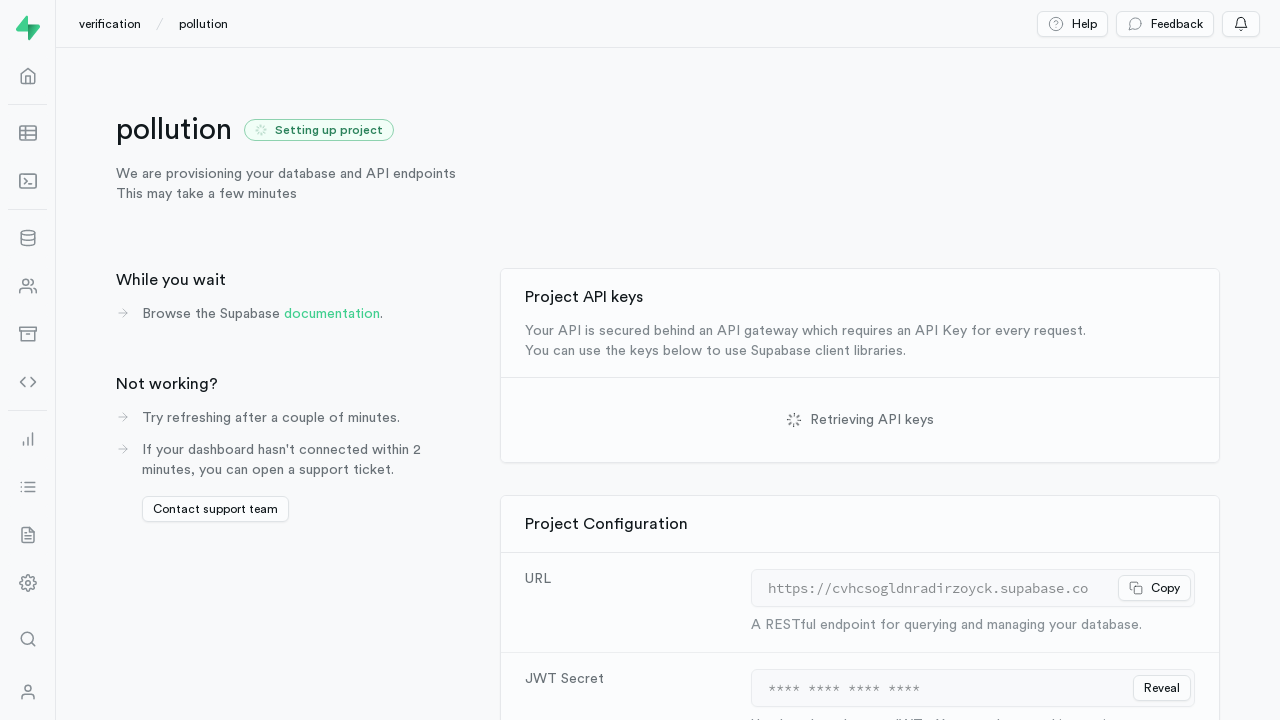 verification / pollution
Help
Feedback
pollution
Setting up project
We are provisioning your database and API endpoints
This may take a few minutes
While you wait
Browse the Supabase documentation.
Not working?
Try refreshing after a couple of minutes.
If your dashboard hasn't connected within 2
minutes, you can open a support ticket.
Contact support team
Project API keys
Your API is secured behind an API gateway which requires an API Key for every request.
You can use the keys below to use Supabase client libraries.
Retrieving API keys
Project Configuration
URL
https://cvhcsogldnradirzoyck.supabase.co
Copy
A RESTful endpoint for querying and managing your database.
JWT Secret
**** **** **** ****
Reveal